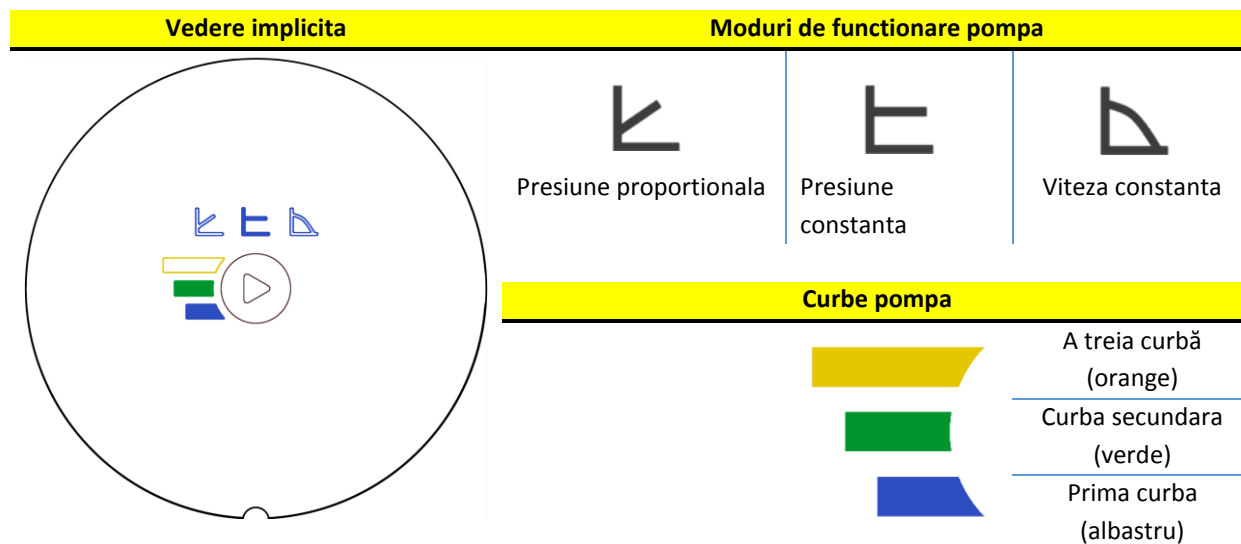 Vedere implicita
Moduri de functionare pompa
Presiune proportionala
Presiune
constanta
Viteza constanta
Curbe pompa
A treia curbă
(orange)
Curba secundara
(verde)
Prima curba
(albastru)